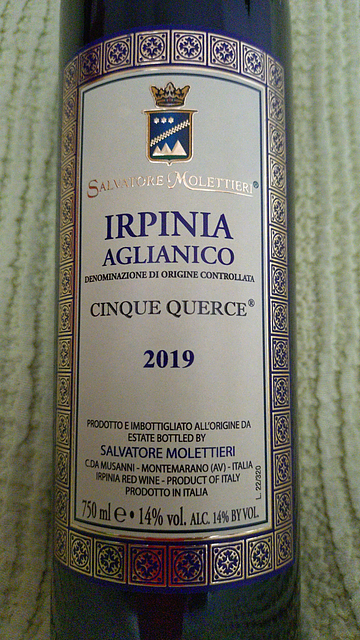 SALVATORE MOLETTIERI®
IRPINIA
AGLIANICO
DENOMINAZIONE DI ORIGINE CONTROLLATA
CINQUE QUERCE®
2019
PRODOTTO E IMBOTTIGLIATO ALL'ORIGINE DA
ESTATE BOTTLED BY
SALVATORE MOLETTIERI
C.DA MUSANNI - MONTEMARANO (AV) - ITALIA
IRPINIA RED WINE - PRODUCT OF ITALY
PRODOTTO IN ITALIA
L. 22/320
750 ml e • 14% vol. ALC. 14% BY VOL.